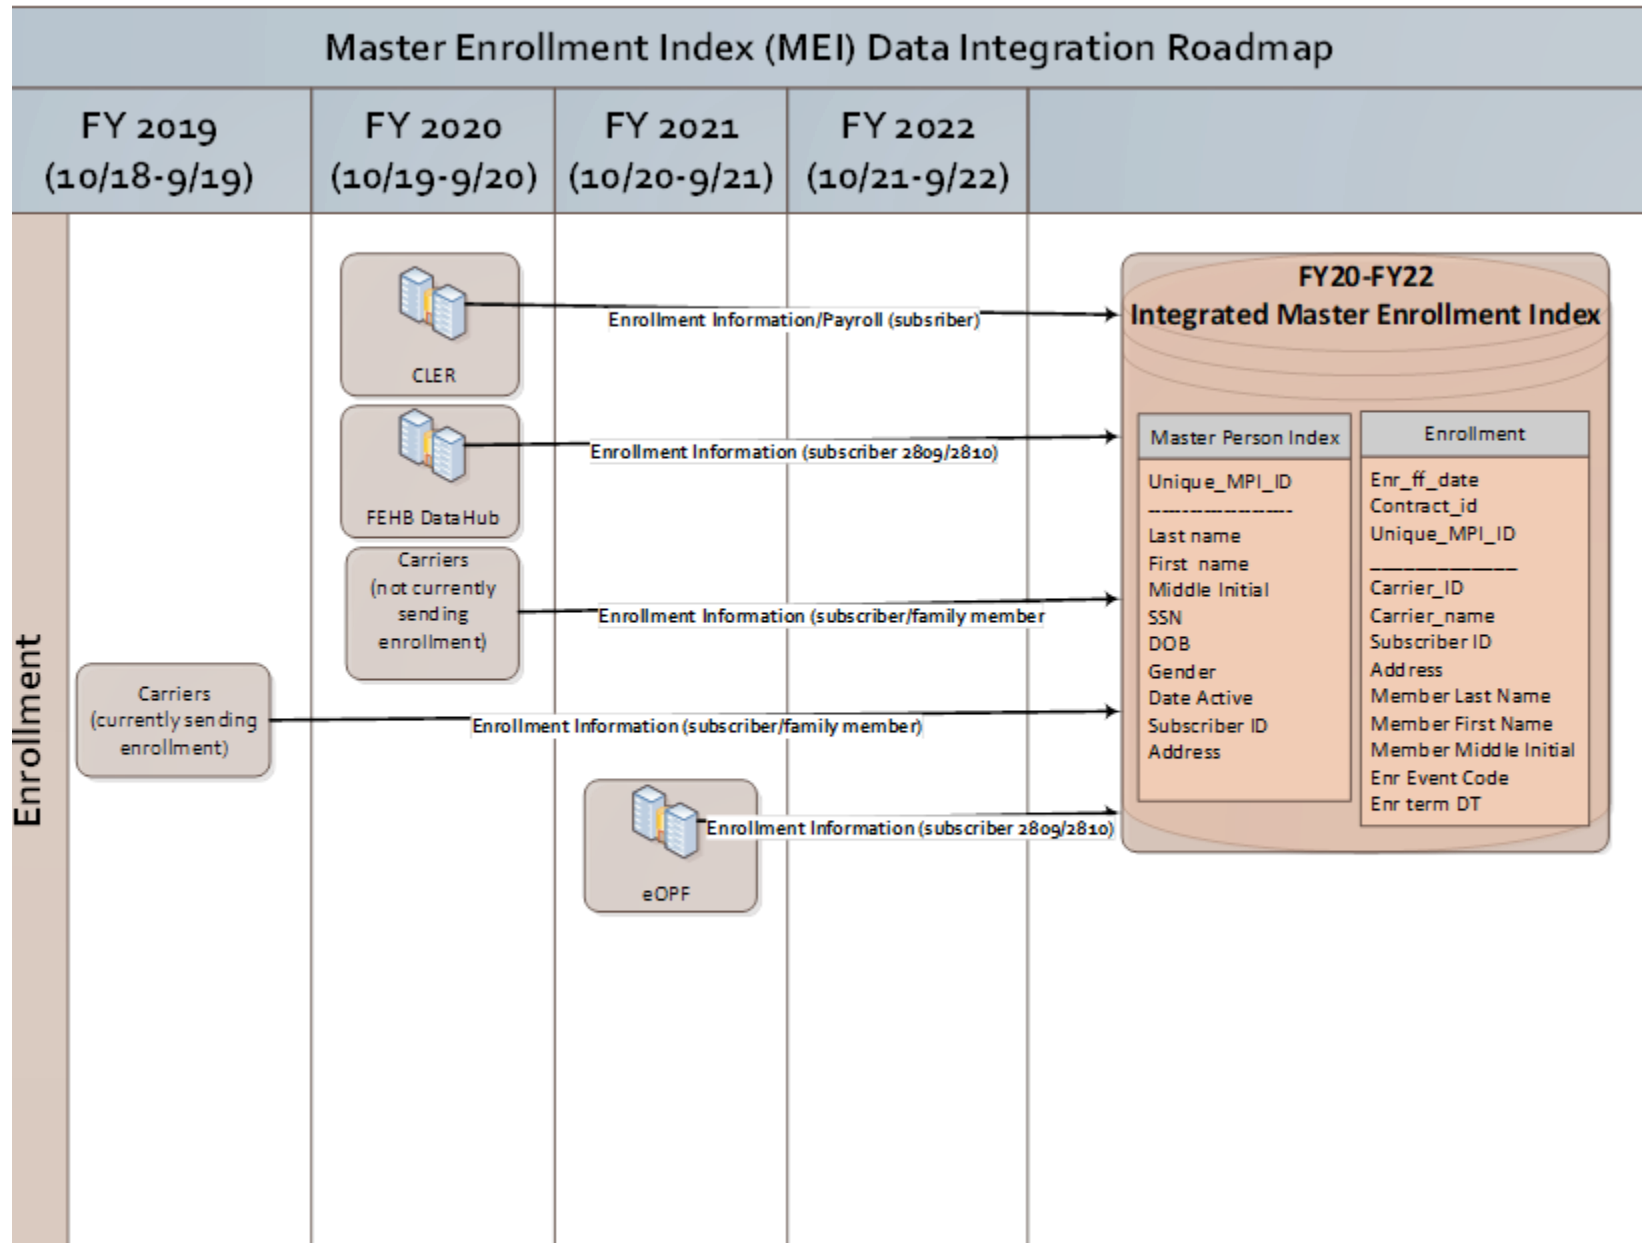 Master Enrollment Index (MEI) Data Integration Roadmap
FY 2019
(10/18-9/19)
FY 2020
(10/19-9/20)
FY 2021
(10/20-9/21)
FY 2022
(10/21-9/22)
Enrollment
CLER
Enrollment Information/Payroll (subsriber)
FEHB DataHub
Enrollment Information (subscriber 2809/2810)
Carriers
(not currently
sending
enrollment)
Enrollment Information (subscriber/family member
Carriers
(currently sending
enrollment)
Enrollment Information (subscriber/family member)
eOPF
Enrollment Information (subscriber 2809/2810)
FY20-FY22
Integrated Master Enrollment Index
Master Person Index
Unique_MPI_ID
---------------------
Last name
First name
Middle Initial
SSN
DOB
Gender
Date Active
Subscriber ID
Address
Enrollment
Enr_ff_date
Contract_id
Unique_MPI_ID
______________
Carrier_ID
Carrier_name
Subscriber ID
Address
Member Last Name
Member First Name
Member Middle Initial
Enr Event Code
Enr term DT